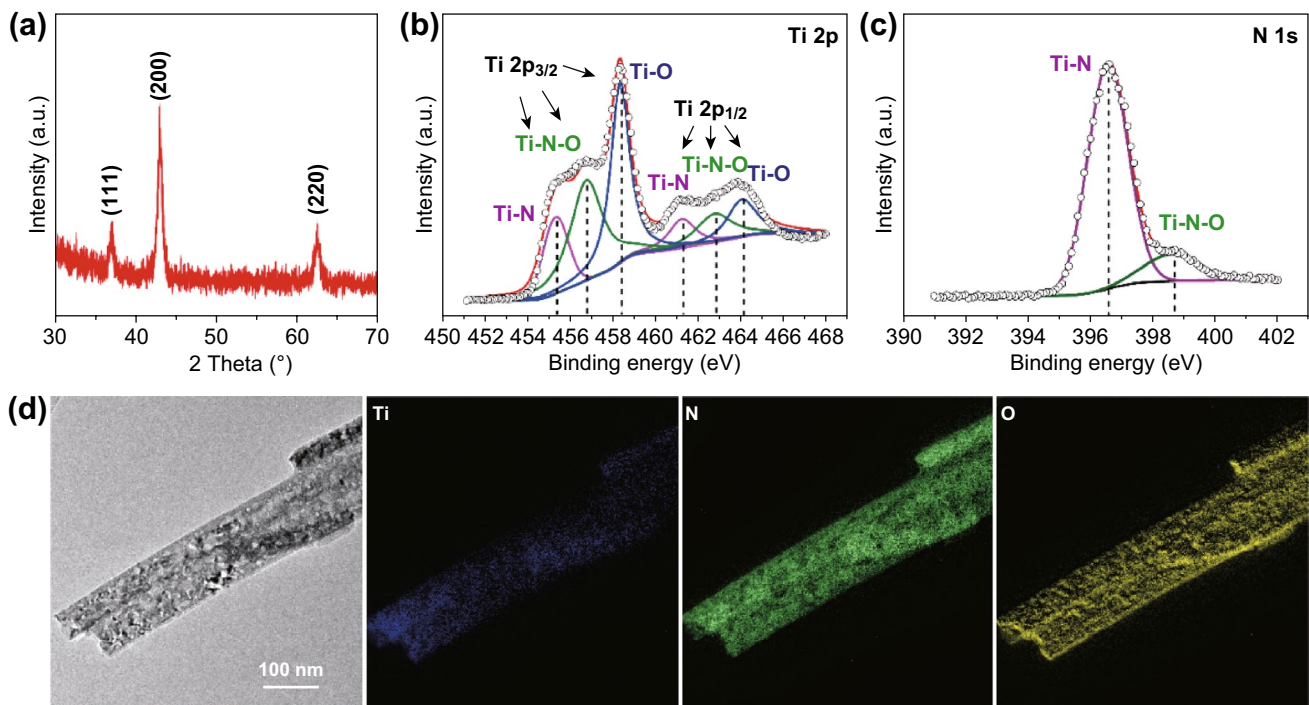 (a)
(111)
(200)
(220)
Intensity (a.u.)
30 40 50 60 70
2 Theta (°)
(b)
Ti 2p
Ti 2p3/2
Ti-O
Ti 2p1/2
Ti-N-O
Ti-N-O
Ti-N
Ti-O
Ti-N
Intensity (a.u.)
450 452 454 456 458 460 462 464 466 468
Binding energy (eV)
(c)
N 1s
Ti-N
Ti-N-O
Intensity (a.u.)
390 392 394 396 398 400 402
Binding energy (eV)
(d)
100 nm
Ti
N
O